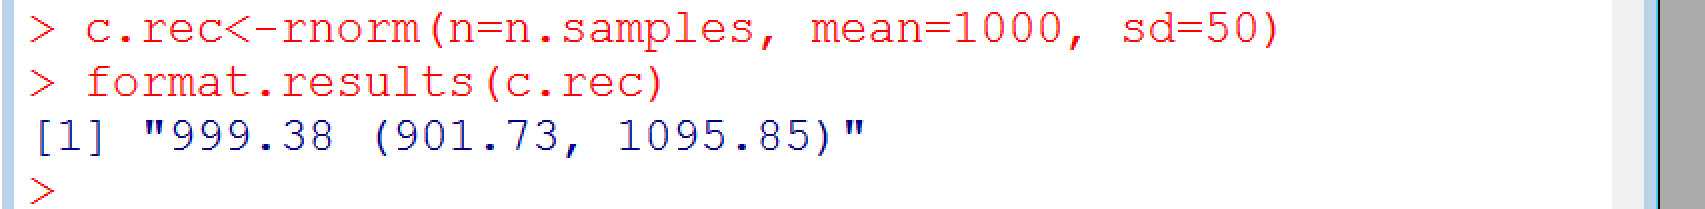 > c.rec<-rnorm(n=n.samples, mean=1000, sd=50)
> format.results(c.rec)
[1] "999.38 (901.73, 1095.85)"
>